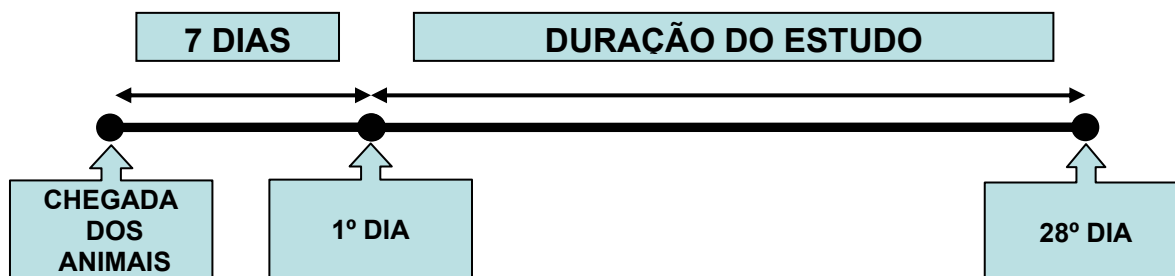 7 DIAS
DURAÇÃO DO ESTUDO
CHEGADA
DOS
ANIMAIS
1º DIA
28º DIA